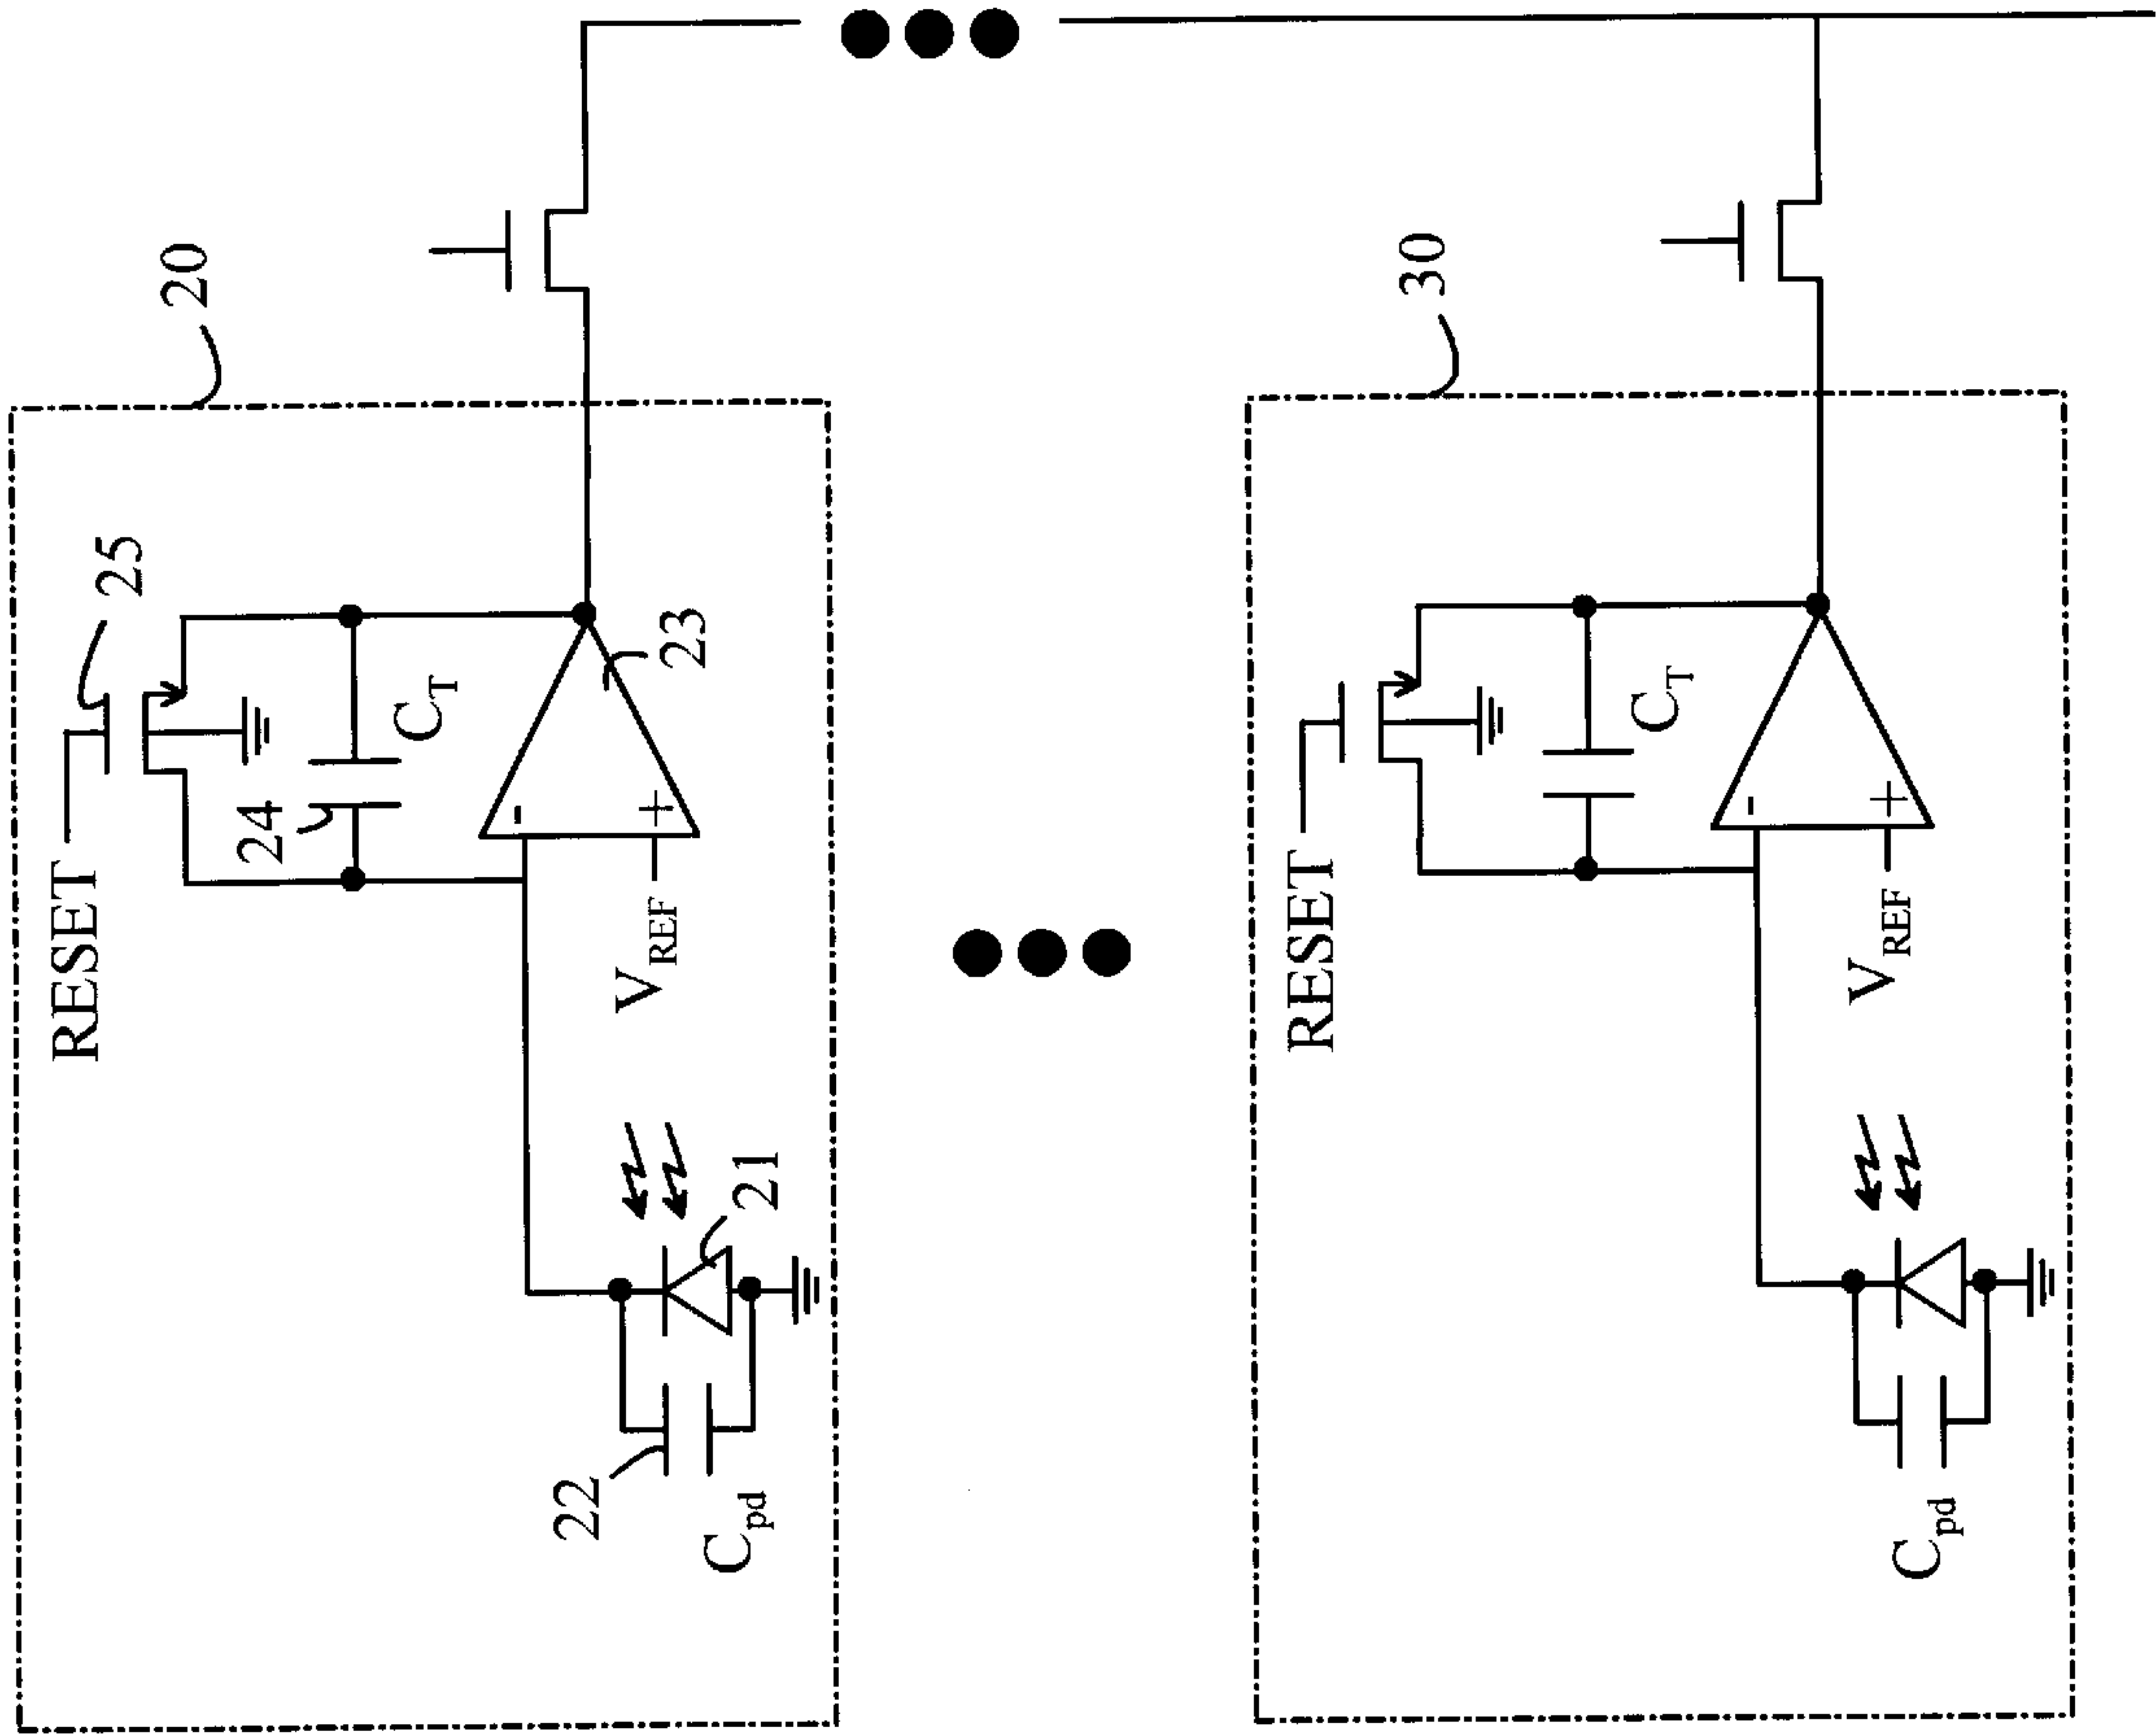 20
RESET
25
24
C_T
23
-
+
V_REF
21
22
C_pd
30
RESET
C_T
-
+
V_REF
C_pd